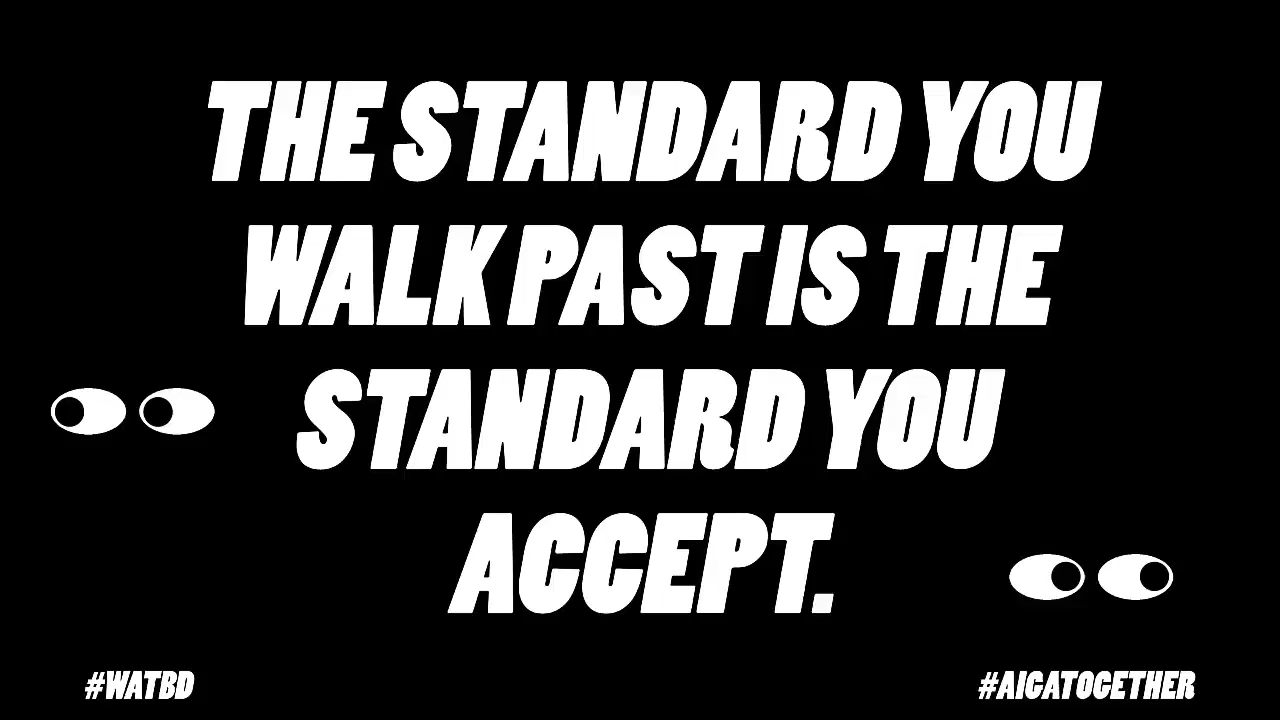 THE STANDARD YOU
WALK PAST IS THE
STANDARD YOU
ACCEPT.
#WATBD
#AIGATOGETHER